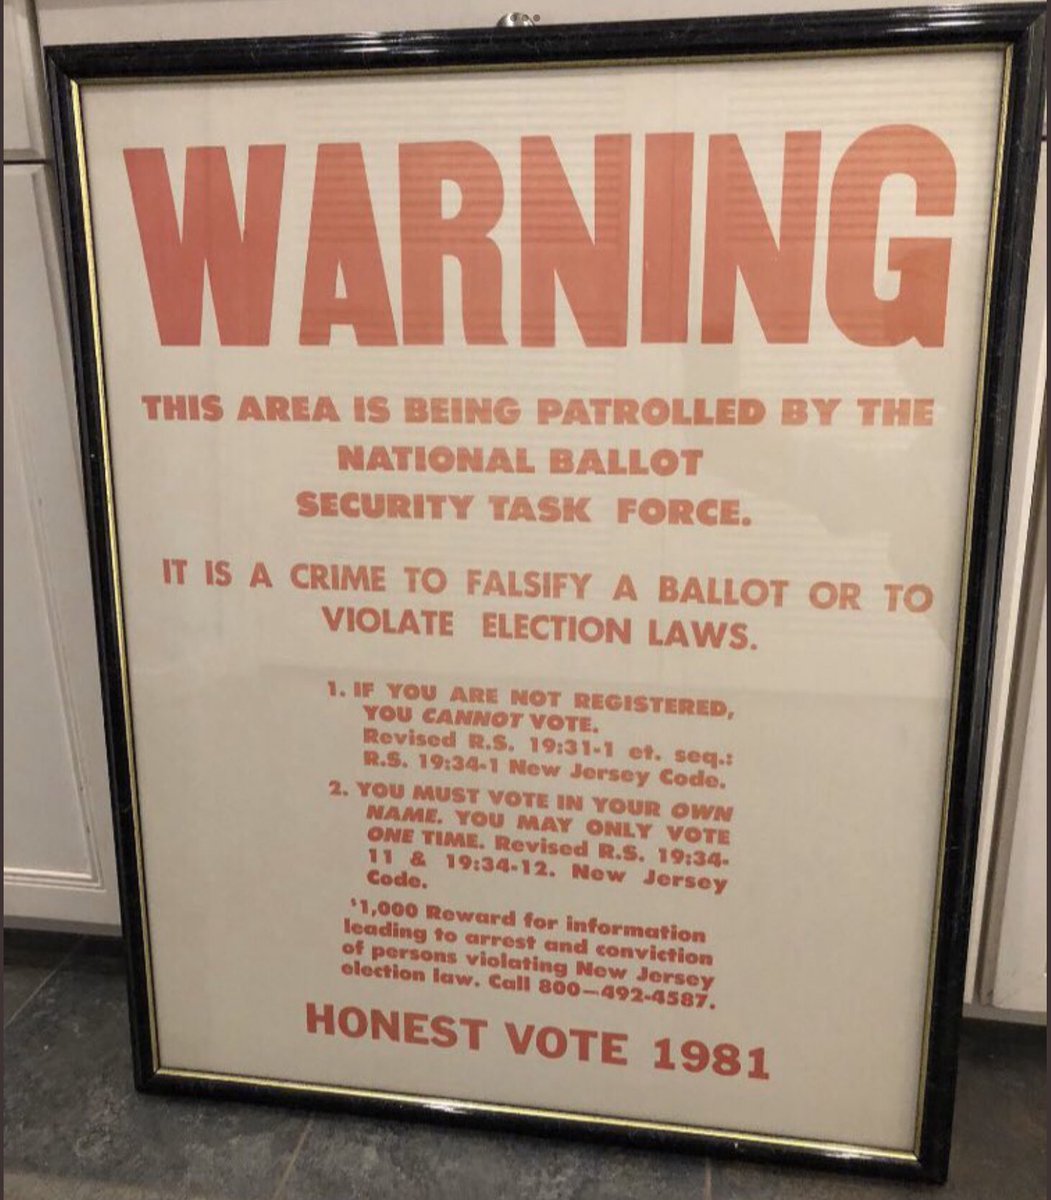 WARNING
THIS AREA IS BEING PATROLLED BY THE
NATIONAL BALLOT
SECURITY TASK FORCE.
IT IS A CRIME TO FALSIFY A BALLOT OR TO
VIOLATE ELECTION LAWS.
1. IF YOU ARE NOT REGISTERED,
YOU CANNOT VOTE.
Revised R.S. 19:31-1 et. seq.:
R.S. 19:34-1 New Jersey Code.
2. YOU MUST VOTE IN YOUR OWN
NAME. YOU MAY ONLY VOTE
ONE TIME. Revised R.S. 19:34-
11 & 19:34-12. New Jersey
Code.
$1,000 Reward for information
leading to arrest and conviction
of persons violating New Jersey
election law. Call 800—492-4587.
HONEST VOTE 1981